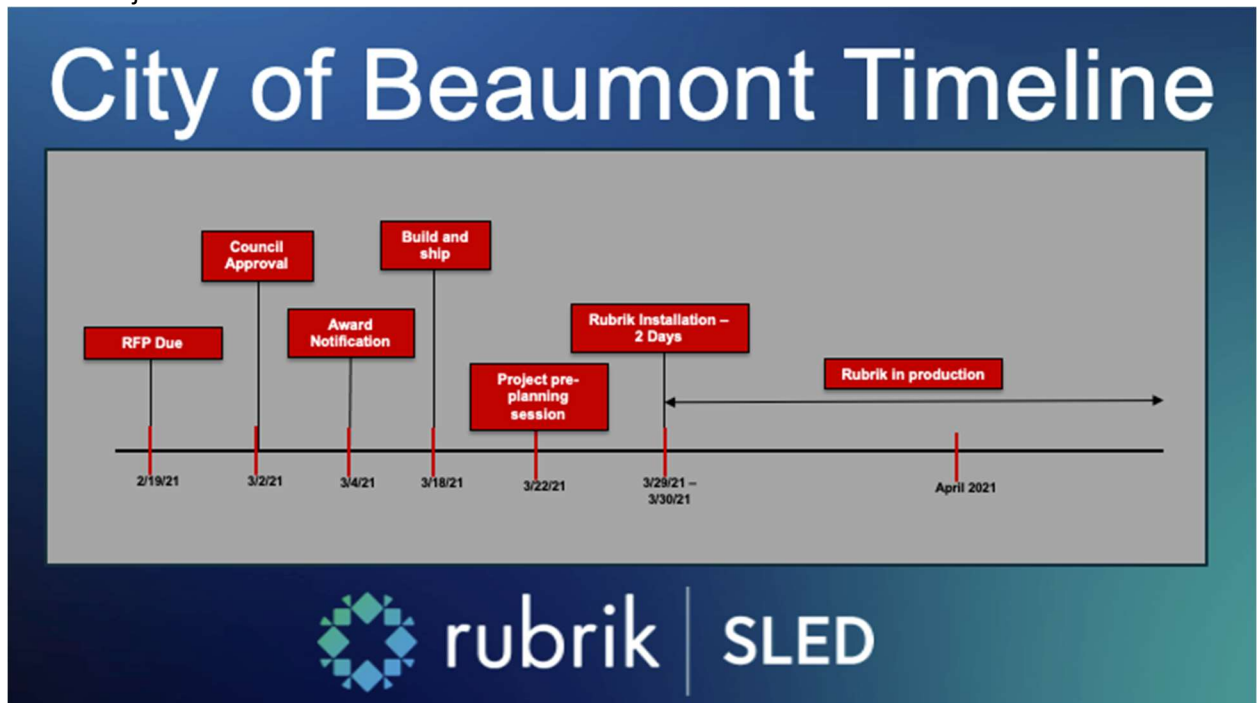 City of Beaumont Timeline
Build and
ship
Council
Approval
Rubrik Installation –
2 Days
Award
Notification
RFP Due
Rubrik in production
Project pre-
planning
session
2/19/21
3/2/21
3/4/21
3/18/21
3/22/21
3/29/21 –
3/30/21
April 2021
rubrik
SLED